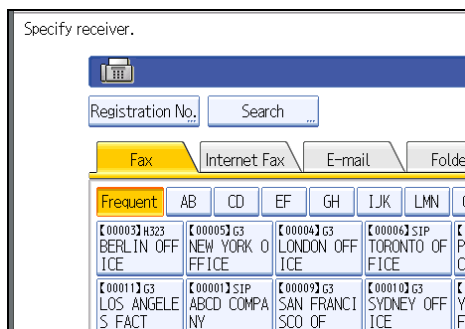 Specify receiver.
Registration No. Search
Fax Internet Fax E-mail Folde
Frequent AB CD EF GH IJK LMN
【00003】H323 【00005】G3 【00004】G3 【00006】SIP
BERLIN OFF NEW YORK O LONDON OFF TORONTO OF P
ICE FFICE ICE FICE C
【00011】G3 【00001】SIP 【00009】G3 【00010】G3
LOS ANGELE ABCD COMPA SAN FRANCI SYDNEY OFF Y
S FACT NY SCO OF ICE F